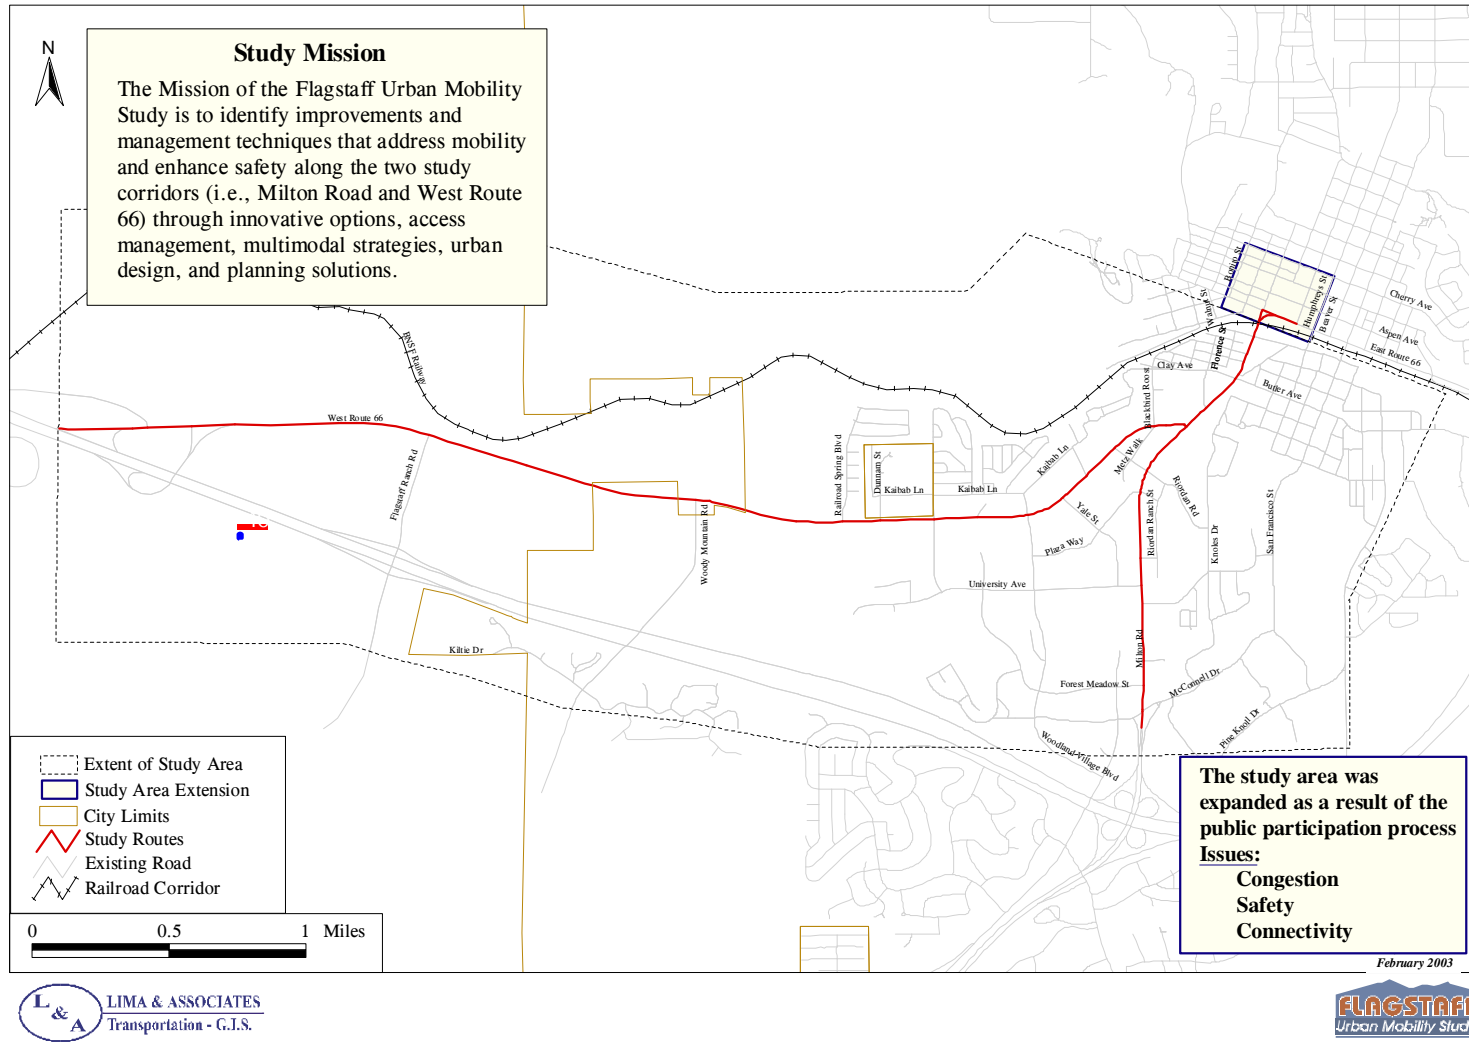 N
Study Mission
The Mission of the Flagstaff Urban Mobility
Study is to identify improvements and
management techniques that address mobility
and enhance safety along the two study
corridors (i.e., Milton Road and West Route
66) through innovative options, access
management, multimodal strategies, urban
design, and planning solutions.
Bonito St
Walnut St
Humphreys St
Beaver St
Cherry Ave
Aspen Ave
East Route 66
Florence St
Clay Ave
Butler Ave
Blackbird Roost
BNSF Railway
West Route 66
Flagstaff Ranch Rd
Railroad Spring Blvd
Dunnam St
Kaibab Ln
Kaibab Ln
Kaibab Ln
Metz Walk
Riordan Rd
Riordan Ranch St
Yale St
Plaza Way
Knoles Dr
San Francisco St
Woody Mountain Rd
University Ave
Kiltie Dr
Milton Rd
Forest Meadow St
McConnell Dr
Pine Knoll Dr
Woodland Village Blvd
Extent of Study Area
Study Area Extension
City Limits
Study Routes
Existing Road
Railroad Corridor
0 0.5 1 Miles
The study area was
expanded as a result of the
public participation process
Issues:
Congestion
Safety
Connectivity
February 2003
L & A
LIMA & ASSOCIATES
Transportation - G.I.S.
FLAGSTAFF
Urban Mobility Stud